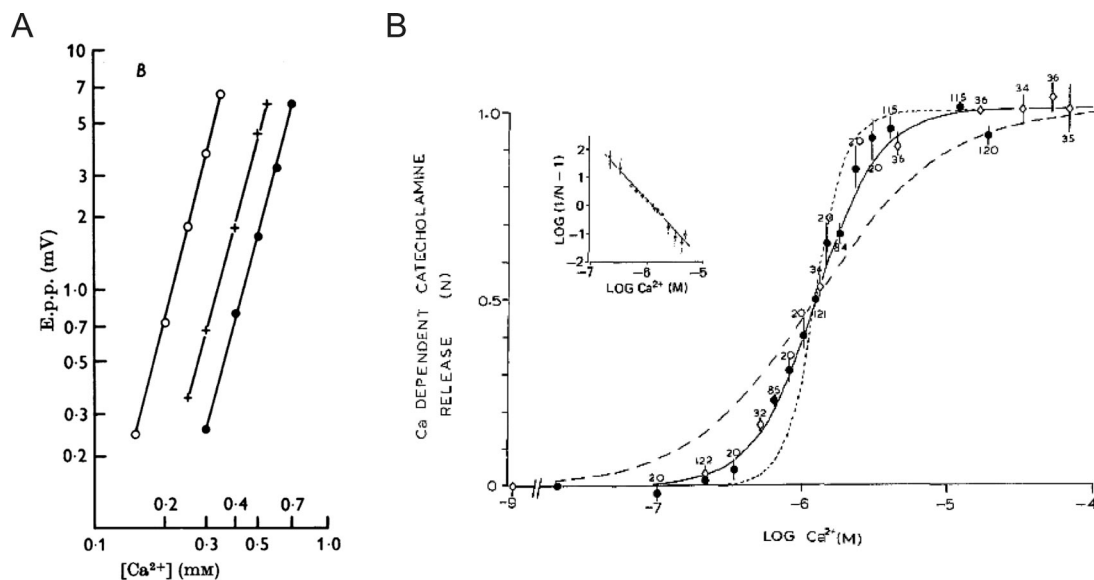 A
B
B
10
7
5
3
2
1·0
0·7
0·5
0·3
0·2
E.p.p. (mV)
0·2 0·4 0·7
0·1 0·3 0·5 1·0
[Ca²⁺] (mM)
Ca DEPENDENT CATECHOLAMINE
RELEASE (N)
1.0
0.5
0
LOG (1/N − 1)
2
1
0
−1
−2
−7 −6 −5
LOG Ca²⁺ (M)
20
122
20
32
85
20
20
121
34
20
84
20
20
115
36
115
36
120
34
36
35
−9 −7 −6 −5 −4
LOG Ca²⁺(M)